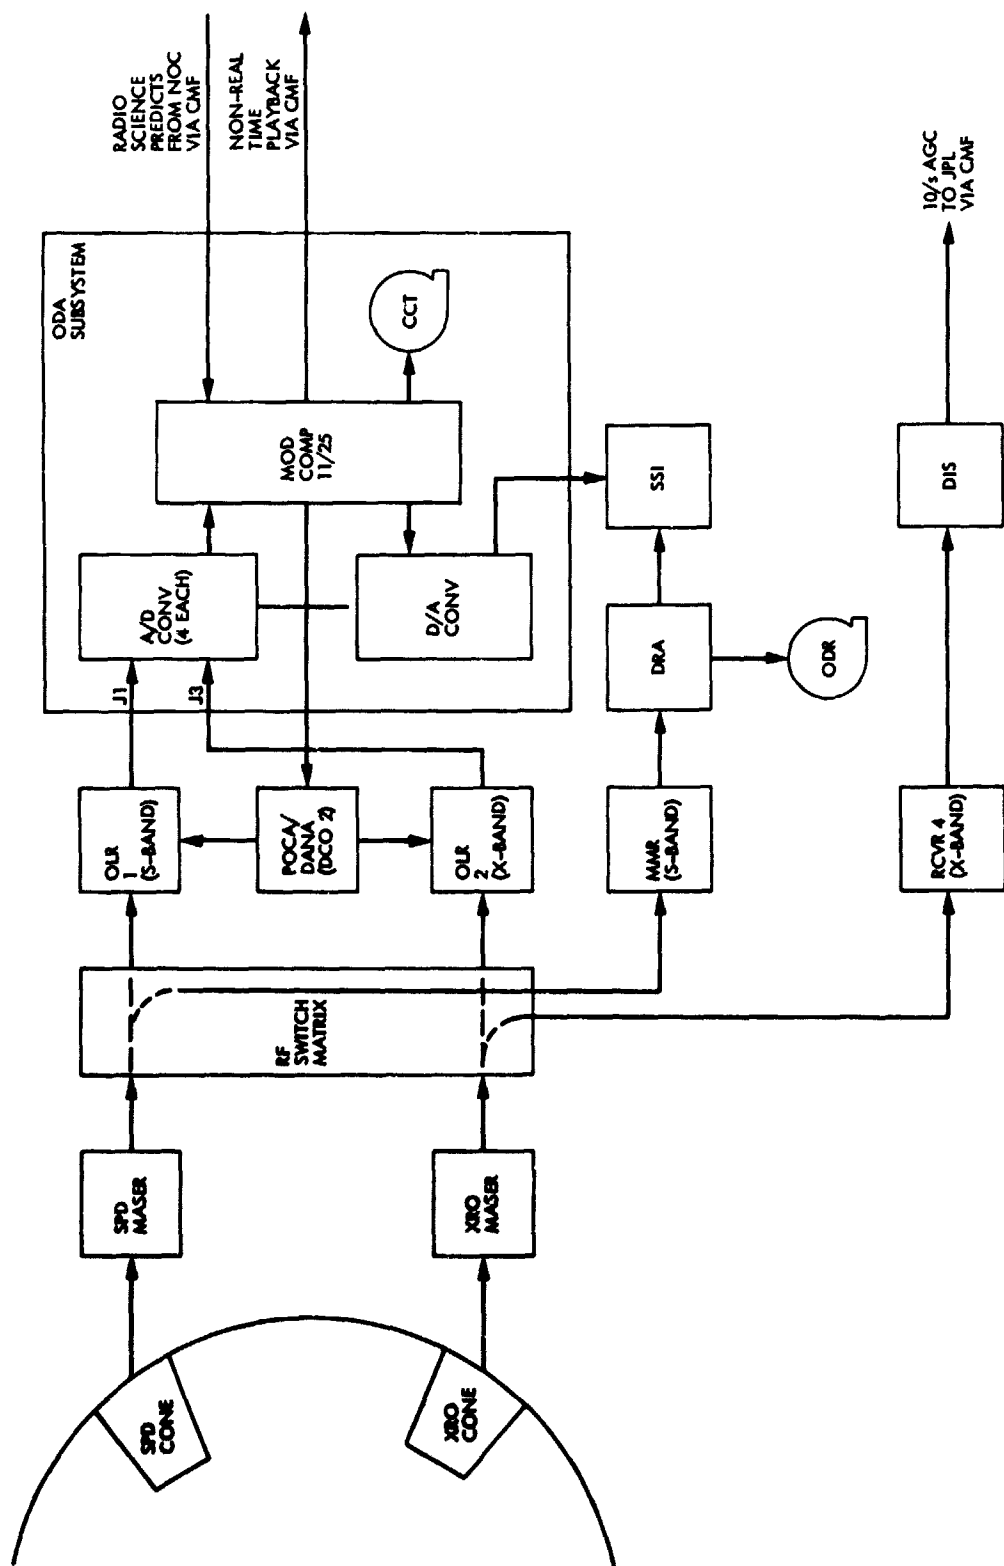 SPD
CONE
XRO
CONE
SPD
MASER
XRO
MASER
RF
SWITCH
MATRIX
OLR
1
(S-BAND)
POCA/
DANA
(DCO 2)
OLR
2
(X-BAND)
MMR
(S-BAND)
RCVR 4
(X-BAND)
J1
J3
ODA
SUBSYSTEM
A/D
CONV
(4 EACH)
D/A
CONV
MOD
COMP
11/25
CCT
DRA
ODR
SSI
DIS
RADIO
SCIENCE
PREDICTS
FROM NOC
VIA CMF
NON-REAL
TIME
PLAYBACK
VIA CMF
10/s AGC
TO JPL
VIA CMF